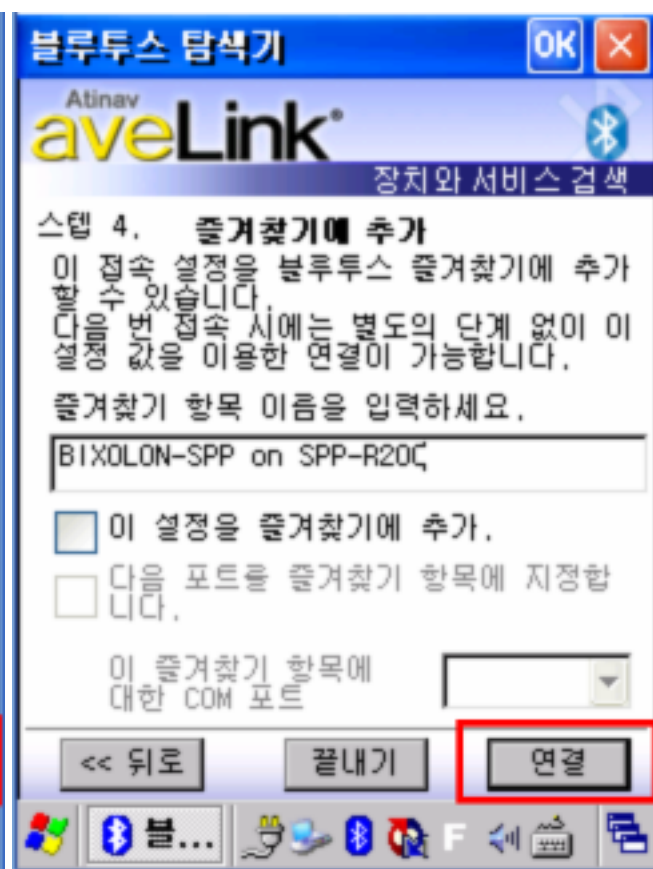 블루투스 탐색기 OK
Atinav
aveLink®
장치와 서비스 검색
스텝 4. 즐겨찾기에 추가
이 접속 설정을 블루투스 즐겨찾기에 추가
할 수 있습니다.
다음 번 접속 시에는 별도의 단계 없이 이
설정 값을 이용한 연결이 가능합니다.
즐겨찾기 항목 이름을 입력하세요.
BIXOLON-SPP on SPP-R200
이 설정을 즐겨찾기에 추가.
다음 포트를 즐겨찾기 항목에 지정합
니다.
이 즐겨찾기 항목에
대한 COM 포트
<< 뒤로 끝내기 연결
블... F